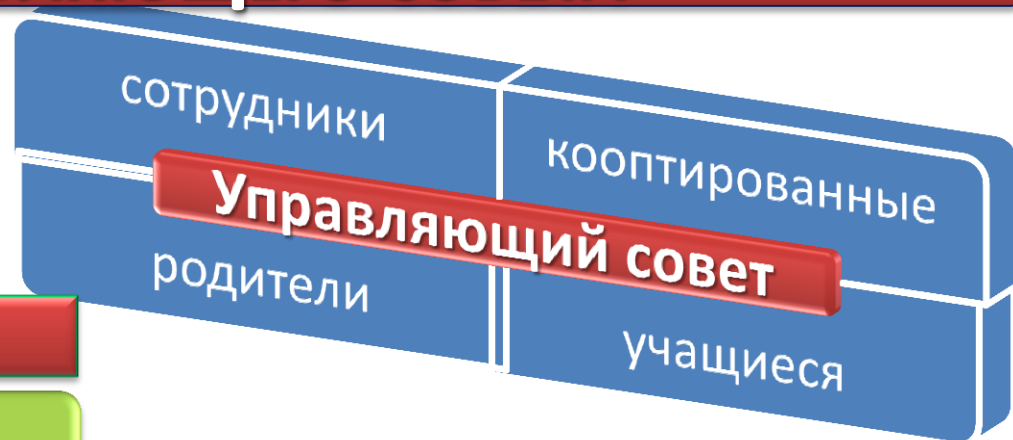 сотрудники
кооптированные
Управляющий совет
родители
учащиеся